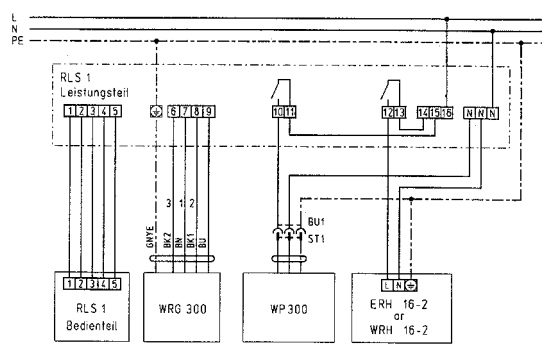 L
N
PE
RLS 1
Leistungsteil
1 2 3 4 5
6 7 8 9
10 11
12 13
14 15 16
N N N
3 1 2
GNYE
BK2
BN
BK1
BU
BU1
ST1
1 2 3 4 5
RLS 1
Bedienteil
WRG 300
WP 300
L N
ERH 16-2
or
WRH 16-2